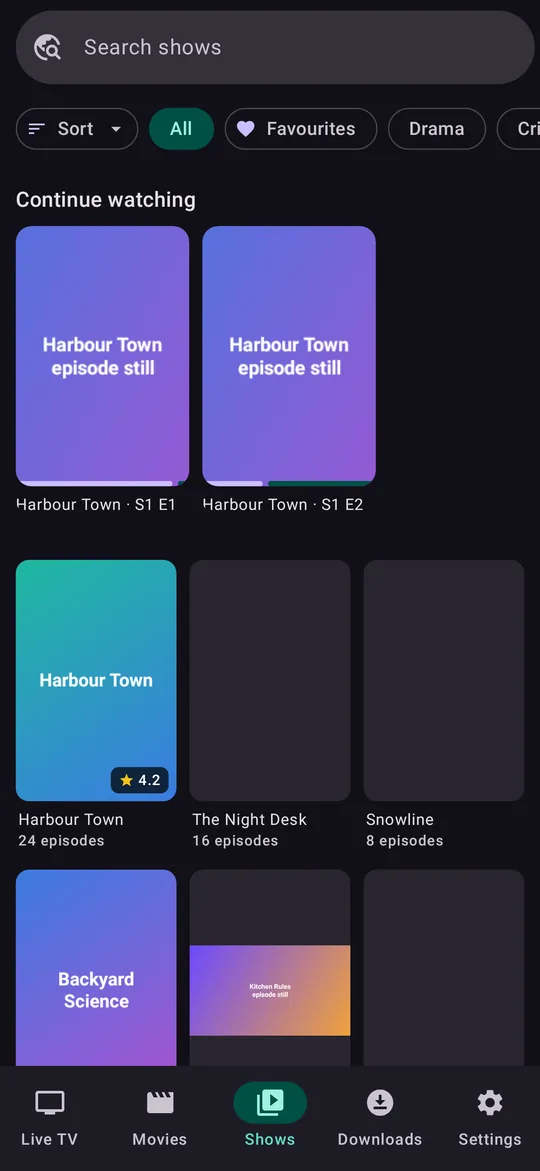 Search shows
Sort
All
Favourites
Drama
Cri
Continue watching
Harbour Town
episode still
Harbour Town
episode still
Harbour Town · S1 E1
Harbour Town · S1 E2
Harbour Town
4.2
Harbour Town
24 episodes
The Night Desk
16 episodes
Snowline
8 episodes
Backyard
Science
Kitchen Rules
episode still
Live TV
Movies
Shows
Downloads
Settings